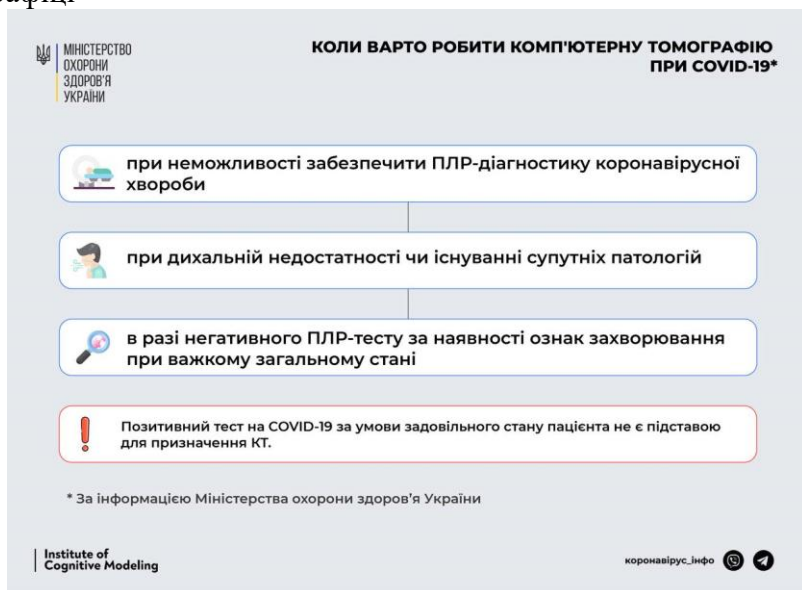 МІНІСТЕРСТВО
ОХОРОНИ
ЗДОРОВ'Я
УКРАЇНИ
КОЛИ ВАРТО РОБИТИ КОМП'ЮТЕРНУ ТОМОГРАФІЮ
ПРИ COVID-19*
при неможливості забезпечити ПЛР-діагностику коронавірусної
хвороби
при дихальній недостатності чи існуванні супутніх патологій
в разі негативного ПЛР-тесту за наявності ознак захворювання
при важкому загальному стані
Позитивний тест на COVID-19 за умови задовільного стану пацієнта не є підставою
для призначення КТ.
* За інформацією Міністерства охорони здоров'я України
Institute of
Cognitive Modeling
коронавірус_інфо